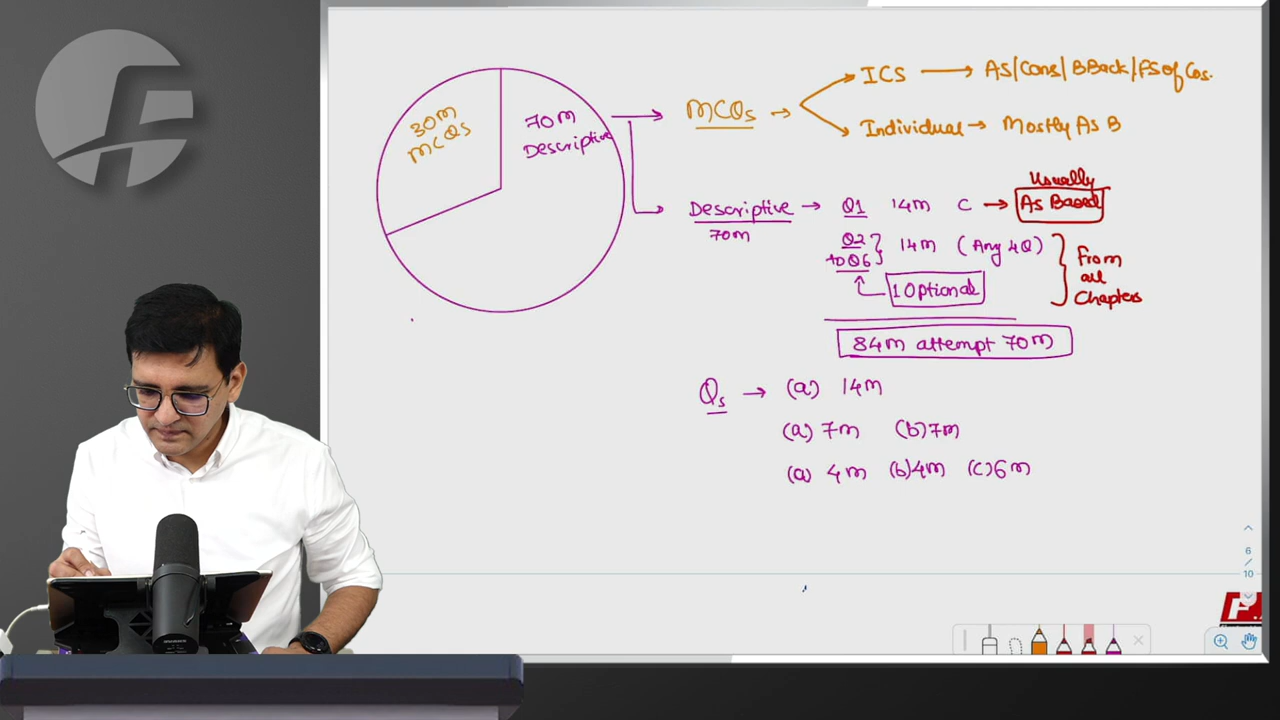 30M
MCQs
70M
Descriptive
MCQs → ICS → AS/Cons/BBack/FS of Cos.
Individual → Mostly AS B
Usually
Descriptive → Q1 14M C → AS Based
70M
Q2 to Q6 } 14M (Any 4Q)
1 Optional
From
all
Chapters
84M attempt 70M
Qs → (a) 14M
(a) 7M (b) 7M
(a) 4M (b) 4M (c) 6M
6
/
10